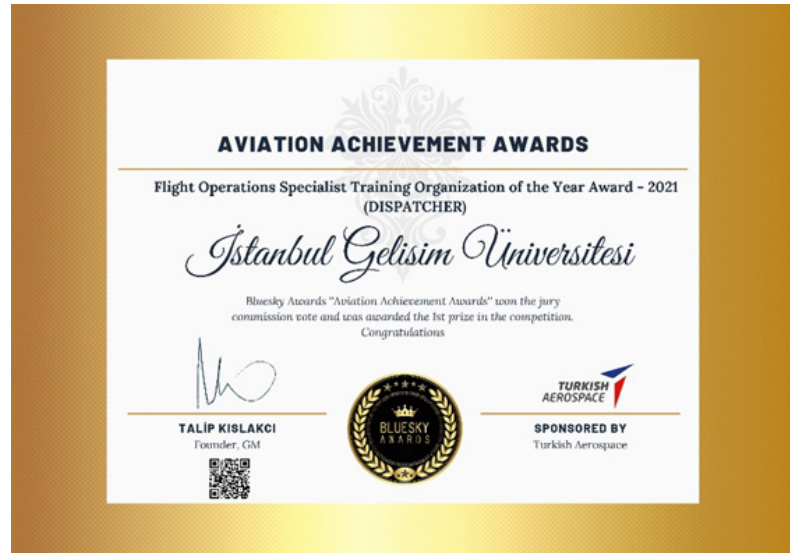 AVIATION ACHIEVEMENT AWARDS
Flight Operations Specialist Training Organization of the Year Award - 2021
(DISPATCHER)
İstanbul Gelisim Üniversitesi
Bluesky Awards "Aviation Achievement Awards" won the jury
commission vote and was awarded the 1st prize in the competition.
Congratulations
TURKISH
AEROSPACE
TALİP KISLAKCI
Founder, GM
BLUESKY
AWARDS
SPONSORED BY
Turkish Aerospace